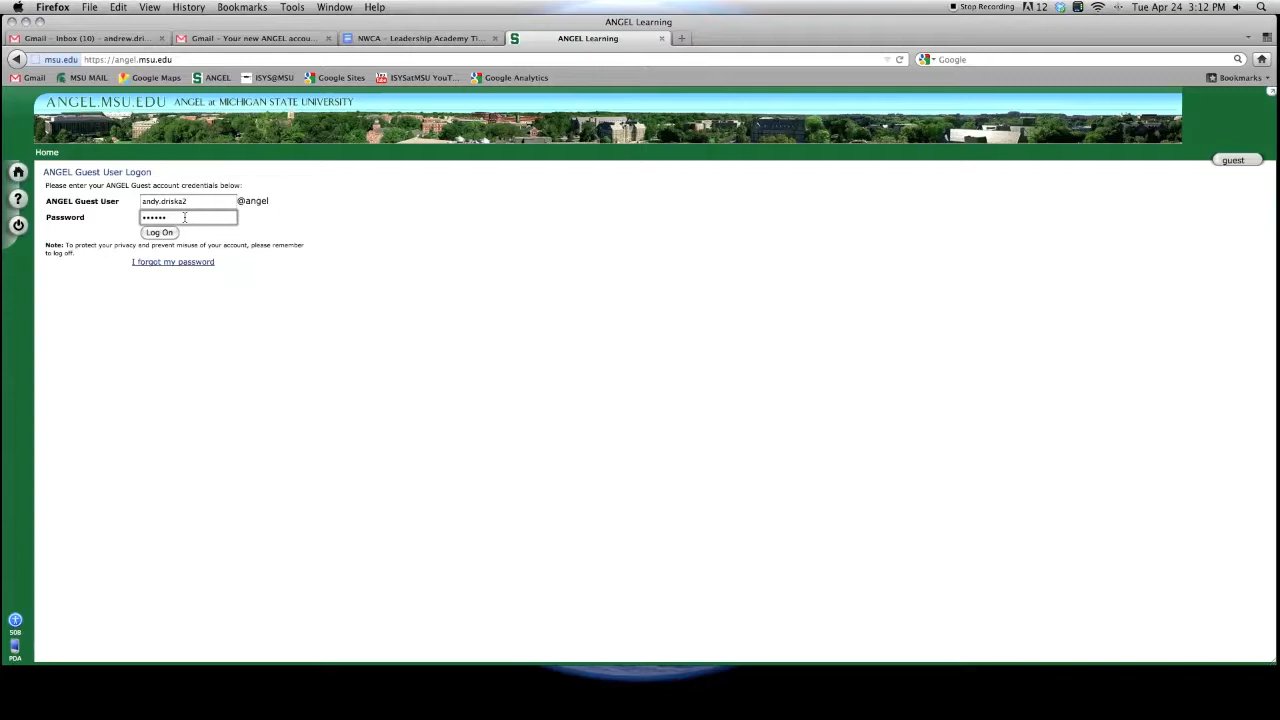 Firefox File Edit View History Bookmarks Tools Window Help Stop Recording 12 Tue Apr 24 3:12 PM
ANGEL Learning
Gmail – Inbox (10) – andrew.dri... Gmail – Your new ANGEL accou... NWCA – Leadership Academy Ti... ANGEL Learning
msu.edu https://angel.msu.edu Google
Gmail MSU MAIL Google Maps ANGEL ISYS@MSU Google Sites ISYSatMSU YouT... Google Analytics Bookmarks
ANGEL.MSU.EDU ANGEL at MICHIGAN STATE UNIVERSITY
Home
guest
ANGEL Guest User Logon
Please enter your ANGEL Guest account credentials below:
ANGEL Guest User andy.driska2 @angel
Password ••••••
Log On
Note: To protect your privacy and prevent misuse of your account, please remember
to log off.
I forgot my password
508
PDA